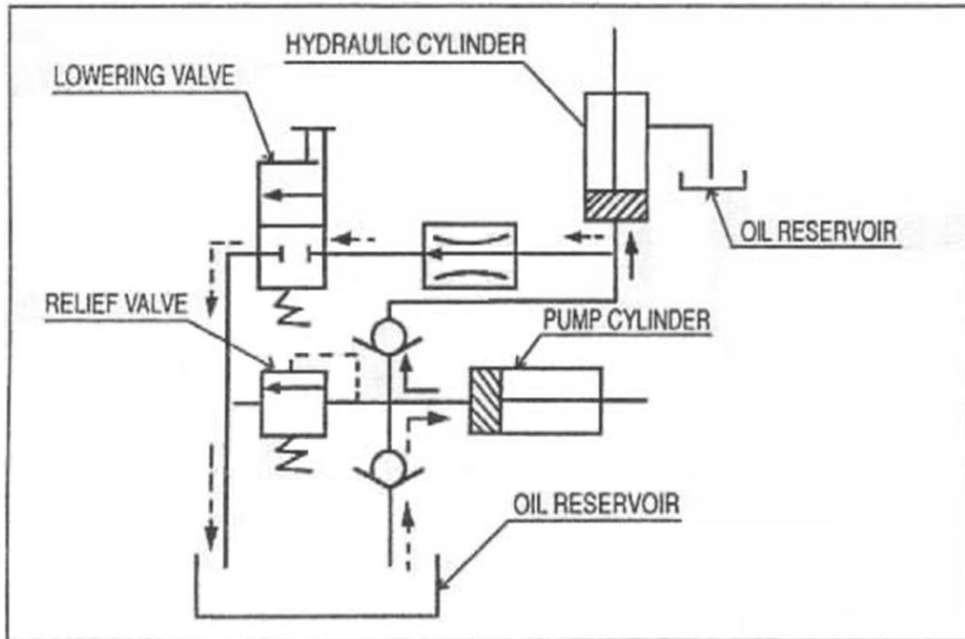 HYDRAULIC CYLINDER
LOWERING VALVE
OIL RESERVOIR
RELIEF VALVE
PUMP CYLINDER
OIL RESERVOIR